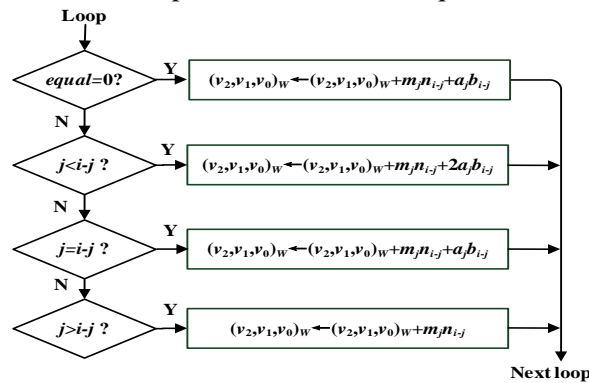 Loop
equal=0?
Y
(v₂,v₁,v₀)W←(v₂,v₁,v₀)W+mⱼnᵢ₋ⱼ+aⱼbᵢ₋ⱼ
N
j<i-j ?
Y
(v₂,v₁,v₀)W←(v₂,v₁,v₀)W+mⱼnᵢ₋ⱼ+2aⱼbᵢ₋ⱼ
N
j=i-j ?
Y
(v₂,v₁,v₀)W←(v₂,v₁,v₀)W+mⱼnᵢ₋ⱼ+aⱼbᵢ₋ⱼ
N
j>i-j ?
Y
(v₂,v₁,v₀)W←(v₂,v₁,v₀)W+mⱼnᵢ₋ⱼ
Next loop